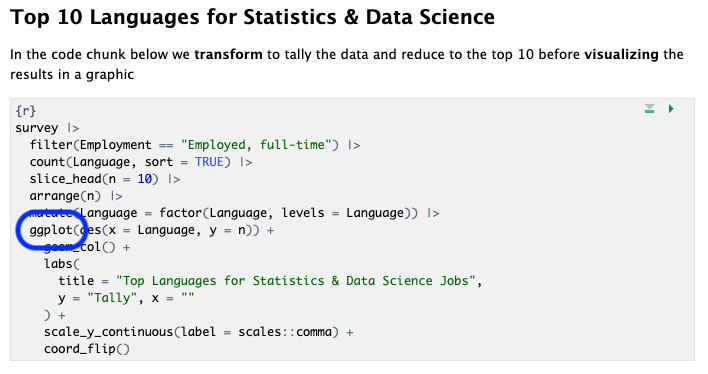 Top 10 Languages for Statistics & Data Science
In the code chunk below we transform to tally the data and reduce to the top 10 before visualizing the
results in a graphic
{r}
survey |>
  filter(Employment == "Employed, full-time") |>
  count(Language, sort = TRUE) |>
  slice_head(n = 10) |>
  arrange(n) |>
  mutate(Language = factor(Language, levels = Language)) |>
  ggplot(aes(x = Language, y = n)) +
    geom_col() +
    labs(
      title = "Top Languages for Statistics & Data Science Jobs",
      y = "Tally", x = ""
    ) +
    scale_y_continuous(label = scales::comma) +
    coord_flip()